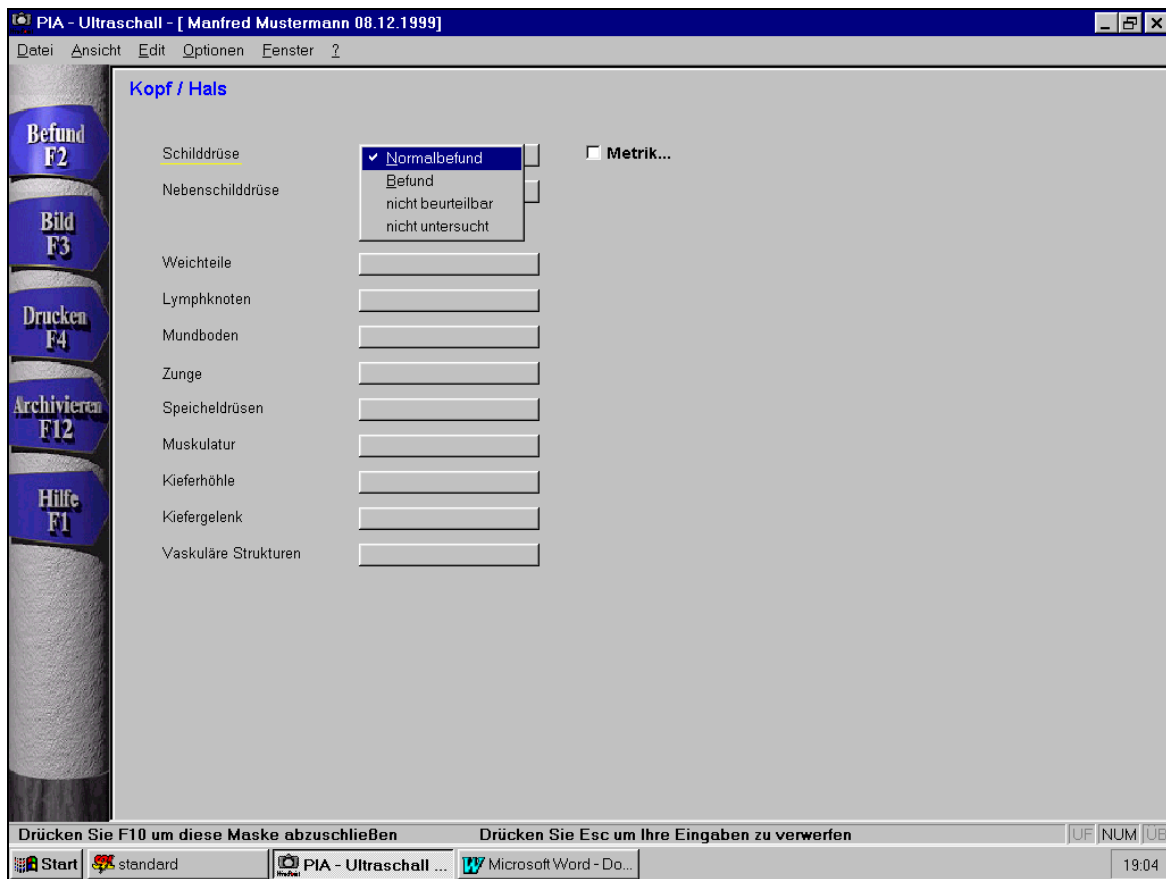 PIA - Ultraschall - [ Manfred Mustermann 08.12.1999]
Datei Ansicht Edit Optionen Fenster ?
Kopf / Hals
Befund
F2
Bild
F3
Drucken
F4
Archivieren
F12
Hilfe
F1
Schilddrüse
Normalbefund
Metrik...
Nebenschilddrüse
Befund
nicht beurteilbar
nicht untersucht
Weichteile
Lymphknoten
Mundboden
Zunge
Speicheldrüsen
Muskulatur
Kieferhöhle
Kiefergelenk
Vaskuläre Strukturen
Drücken Sie F10 um diese Maske abzuschließen Drücken Sie Esc um Ihre Eingaben zu verwerfen UF NUM ÜB
Start standard PIA - Ultraschall ... Microsoft Word - Do... 19:04